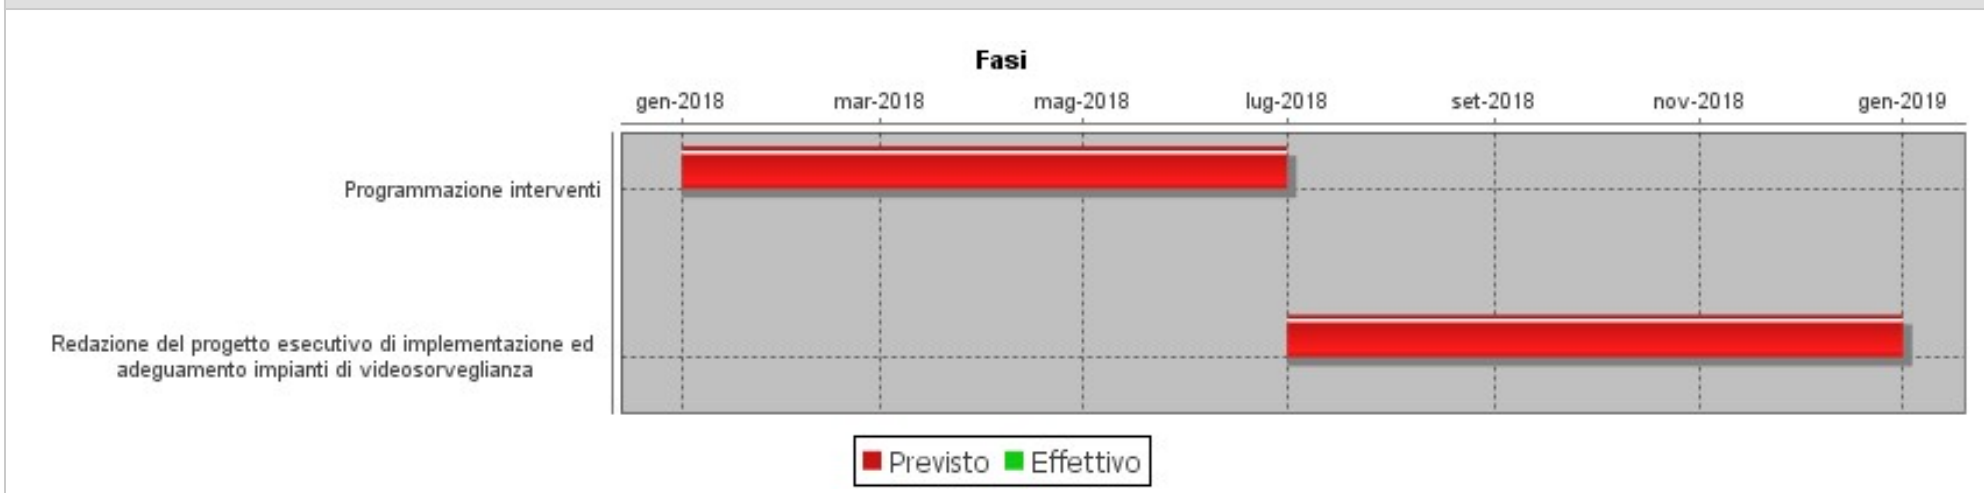 Fasi
gen-2018 mar-2018 mag-2018 lug-2018 set-2018 nov-2018 gen-2019
Programmazione interventi
Redazione del progetto esecutivo di implementazione ed
adeguamento impianti di videosorveglianza
Previsto Effettivo